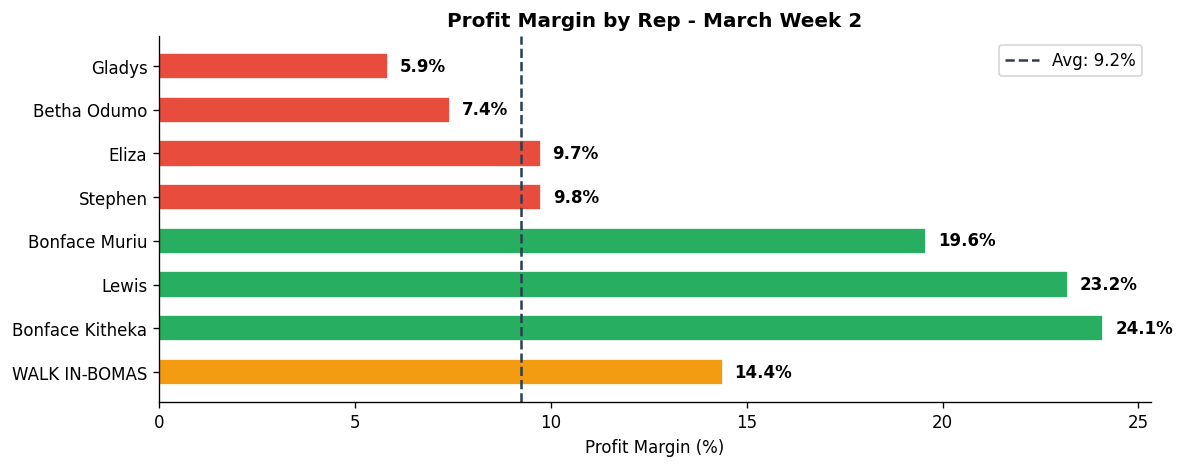 Profit Margin by Rep - March Week 2
Avg: 9.2%
Gladys 5.9%
Betha Odumo 7.4%
Eliza 9.7%
Stephen 9.8%
Bonface Muriu 19.6%
Lewis 23.2%
Bonface Kitheka 24.1%
WALK IN-BOMAS 14.4%
0 5 10 15 20 25
Profit Margin (%)